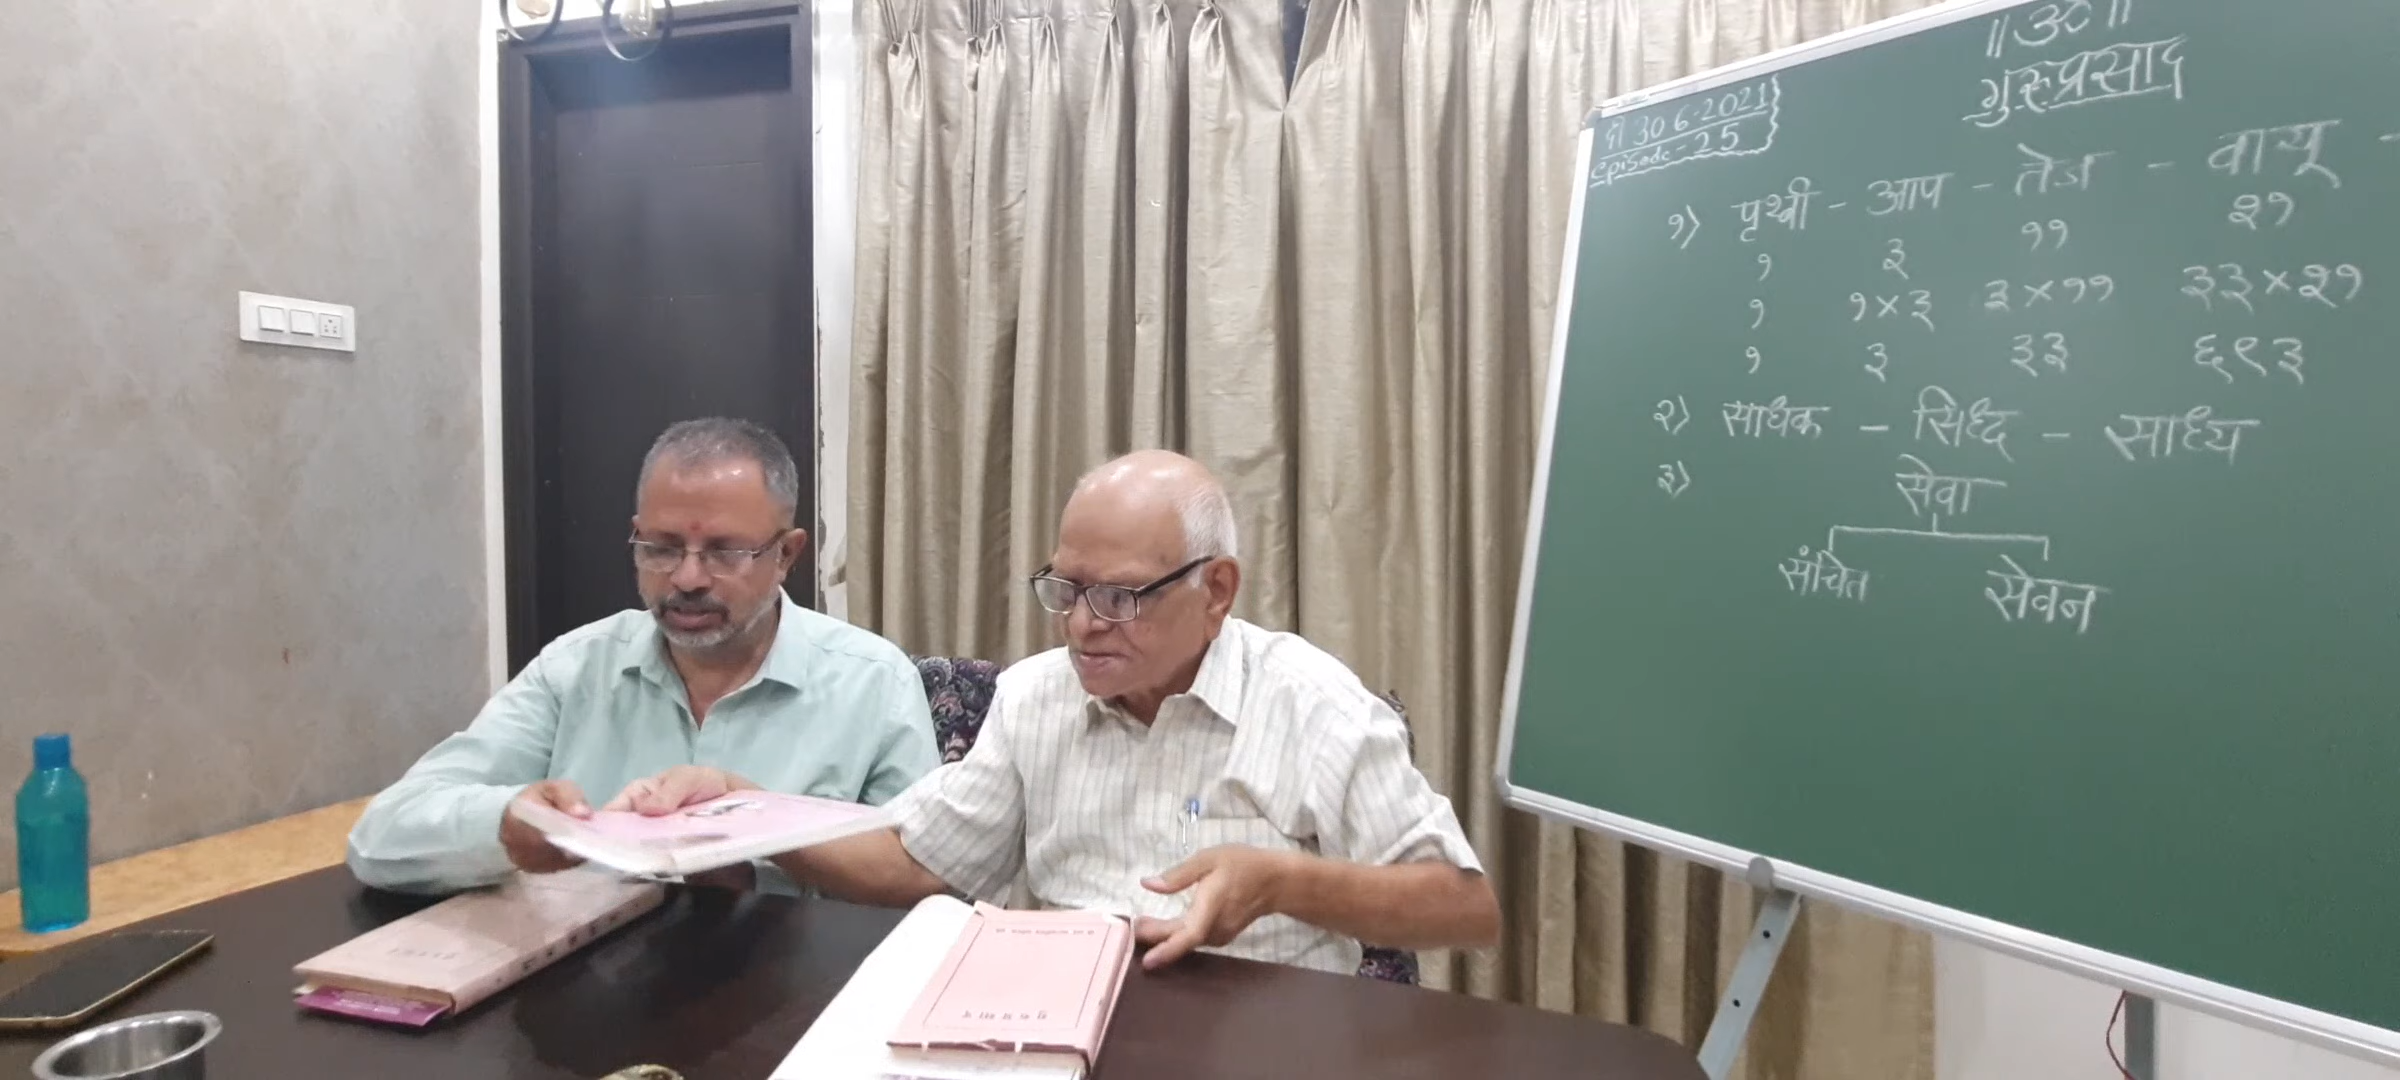 ॥ॐ॥
गुरूप्रसाद
दी 30 6-2021
episode-25
१) पृथ्वी - आप - तेज - वायू -
१ ३ ११ २१
१ १×३ ३×११ ३३×२१
१ ३ ३३ ६९३
२) साधक - सिध्द - साध्य
३) सेवा
संचित सेवन